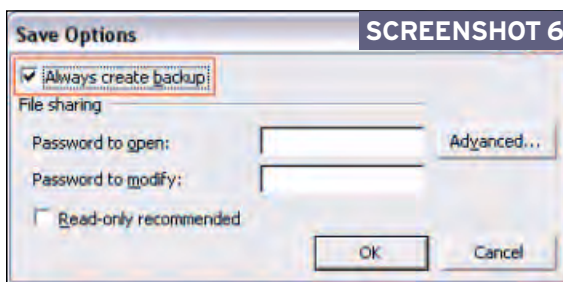 Save Options
SCREENSHOT 6
Always create backup
File sharing
Password to open:
Advanced...
Password to modify:
Read-only recommended
OK
Cancel